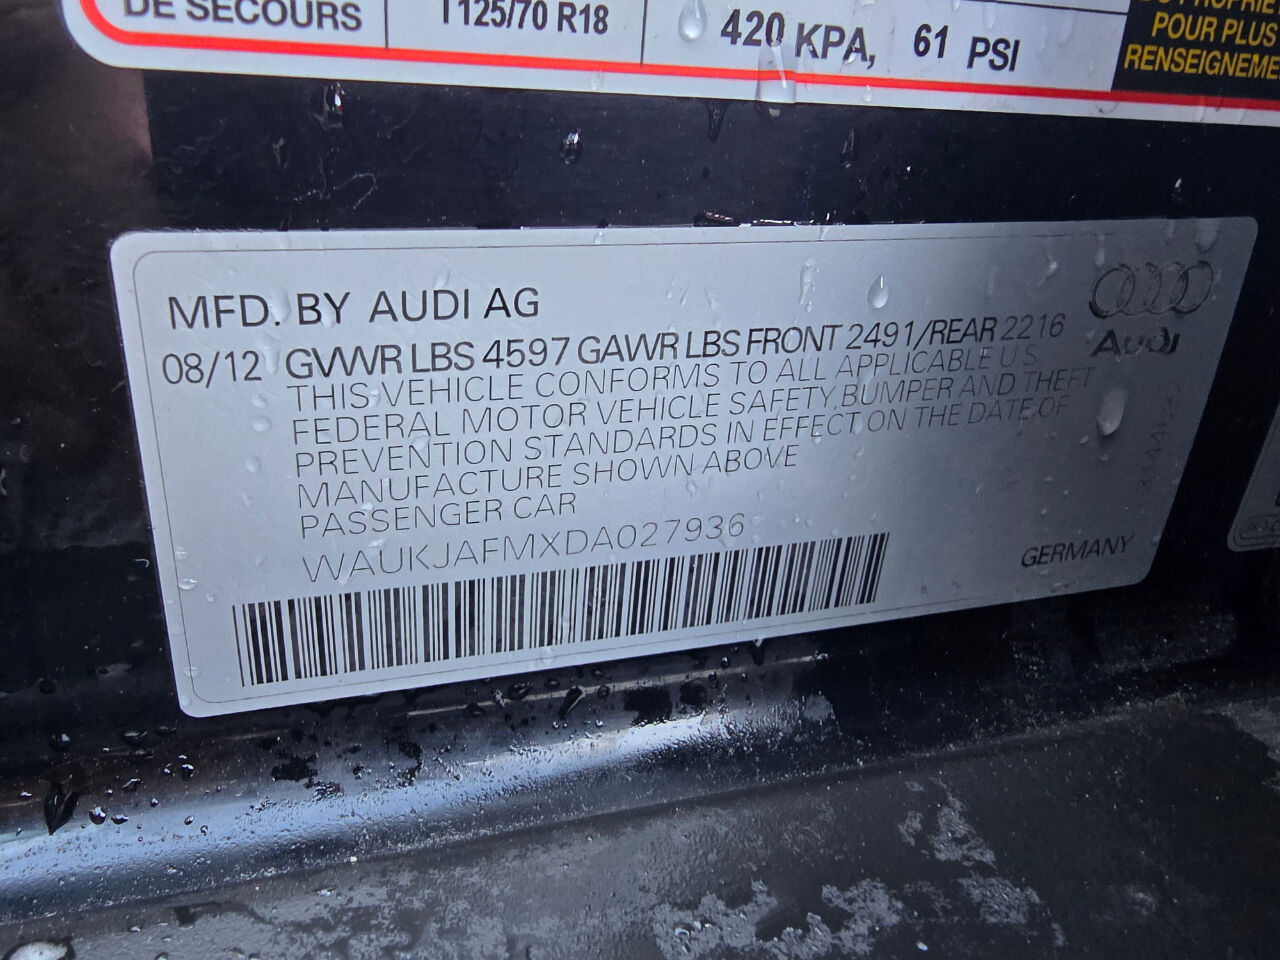 DE SECOURS
T125/70 R18
420 KPA, 61 PSI
POUR PLUS
MFD. BY AUDI AG
08/12 GVWR LBS 4597 GAWR LBS FRONT 2491/REAR 2216
THIS VEHICLE CONFORMS TO ALL APPLICABLE U S
FEDERAL MOTOR VEHICLE SAFETY, BUMPER AND THEFT
PREVENTION STANDARDS IN EFFECT ON THE DATE OF
MANUFACTURE SHOWN ABOVE
PASSENGER CAR
WAUKJAFMXDA027936
Audi
GERMANY